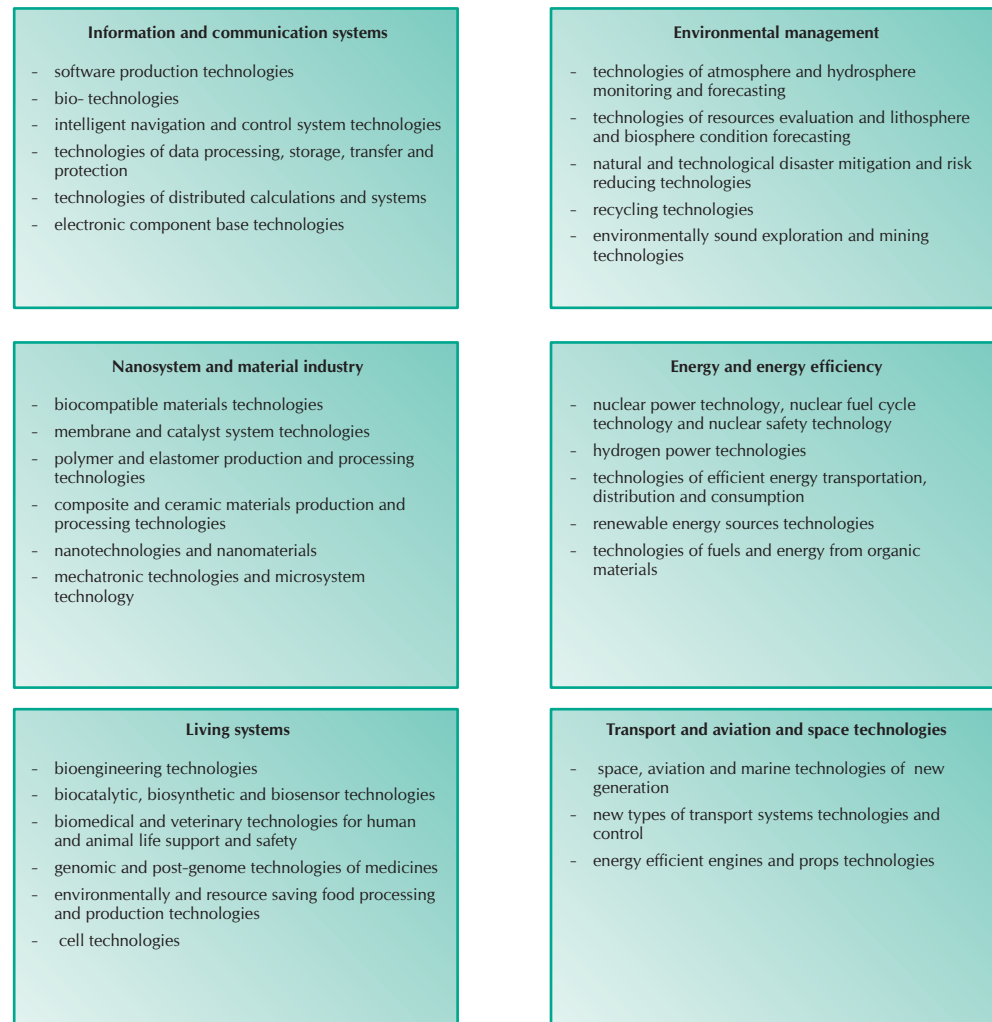 Information and communication systems
- software production technologies
- bio- technologies
- intelligent navigation and control system technologies
- technologies of data processing, storage, transfer and
protection
- technologies of distributed calculations and systems
- electronic component base technologies
Environmental management
- technologies of atmosphere and hydrosphere
monitoring and forecasting
- technologies of resources evaluation and lithosphere
and biosphere condition forecasting
- natural and technological disaster mitigation and risk
reducing technologies
- recycling technologies
- environmentally sound exploration and mining
technologies
Nanosystem and material industry
- biocompatible materials technologies
- membrane and catalyst system technologies
- polymer and elastomer production and processing
technologies
- composite and ceramic materials production and
processing technologies
- nanotechnologies and nanomaterials
- mechatronic technologies and microsystem
technology
Energy and energy efficiency
- nuclear power technology, nuclear fuel cycle
technology and nuclear safety technology
- hydrogen power technologies
- technologies of efficient energy transportation,
distribution and consumption
- renewable energy sources technologies
- technologies of fuels and energy from organic
materials
Living systems
- bioengineering technologies
- biocatalytic, biosynthetic and biosensor technologies
- biomedical and veterinary technologies for human
and animal life support and safety
- genomic and post-genome technologies of medicines
- environmentally and resource saving food processing
and production technologies
- cell technologies
Transport and aviation and space technologies
- space, aviation and marine technologies of new
generation
- new types of transport systems technologies and
control
- energy efficient engines and props technologies